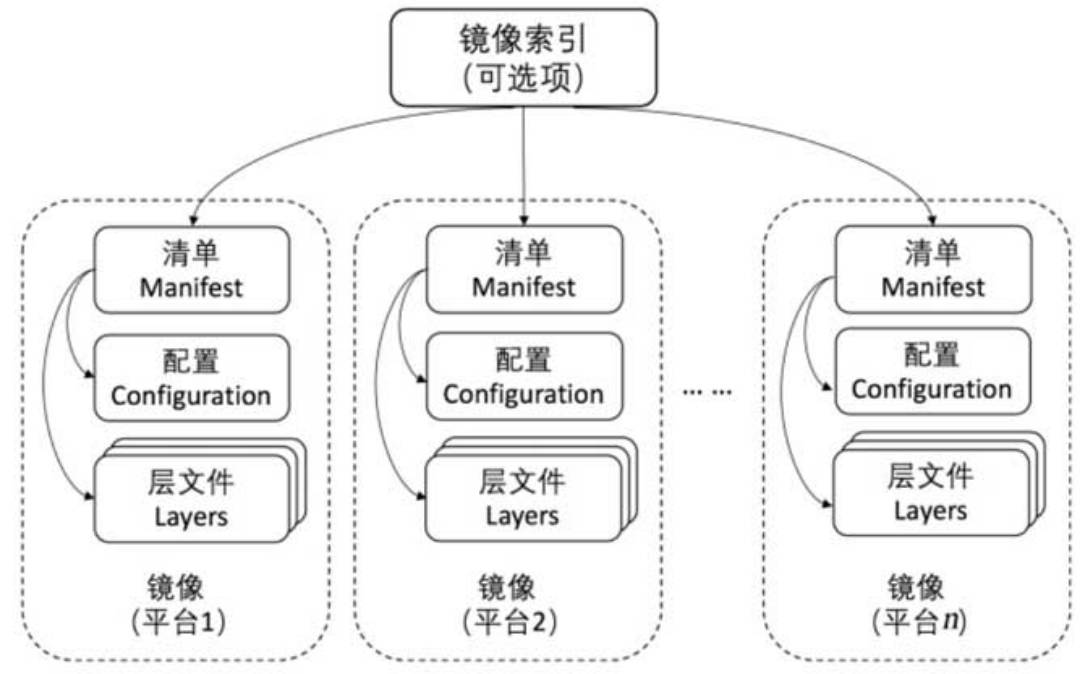 镜像索引
(可选项)
清单
Manifest
配置
Configuration
层文件
Layers
镜像
(平台1)
清单
Manifest
配置
Configuration
层文件
Layers
镜像
(平台2)
... ...
清单
Manifest
配置
Configuration
层文件
Layers
镜像
(平台n)